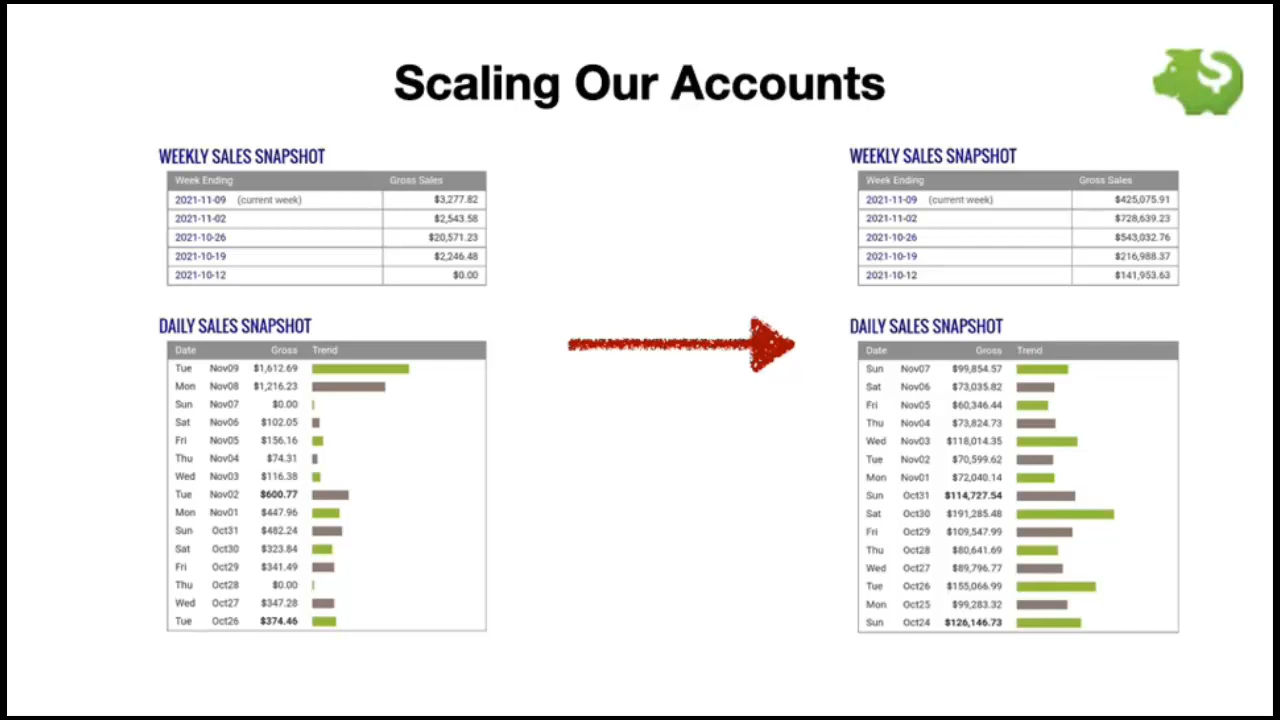 Scaling Our Accounts
WEEKLY SALES SNAPSHOT
Week Ending Gross Sales
2021-11-09 (current week) $3,277.82
2021-11-02 $2,543.58
2021-10-26 $20,571.23
2021-10-19 $2,246.48
2021-10-12 $0.00
DAILY SALES SNAPSHOT
Date Gross Trend
Tue Nov09 $1,612.69
Mon Nov08 $1,216.23
Sun Nov07 $0.00
Sat Nov06 $102.05
Fri Nov05 $156.16
Thu Nov04 $74.31
Wed Nov03 $116.38
Tue Nov02 $600.77
Mon Nov01 $447.96
Sun Oct31 $482.24
Sat Oct30 $323.84
Fri Oct29 $341.49
Thu Oct28 $0.00
Wed Oct27 $347.28
Tue Oct26 $374.46
WEEKLY SALES SNAPSHOT
Week Ending Gross Sales
2021-11-09 (current week) $425,075.91
2021-11-02 $728,639.23
2021-10-26 $543,032.76
2021-10-19 $216,988.37
2021-10-12 $141,953.63
DAILY SALES SNAPSHOT
Date Gross Trend
Sun Nov07 $99,854.57
Sat Nov06 $73,035.82
Fri Nov05 $60,346.44
Thu Nov04 $73,824.73
Wed Nov03 $118,014.35
Tue Nov02 $70,599.62
Mon Nov01 $72,040.14
Sun Oct31 $114,727.54
Sat Oct30 $191,285.48
Fri Oct29 $109,547.99
Thu Oct28 $80,641.69
Wed Oct27 $89,796.77
Tue Oct26 $155,066.99
Mon Oct25 $99,283.32
Sun Oct24 $126,146.73